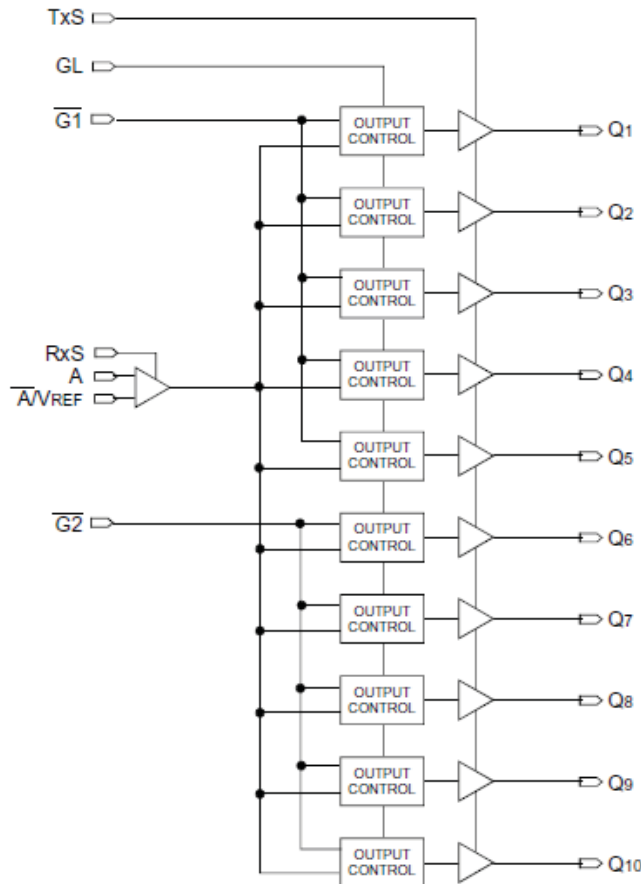 TxS
GL
G1
OUTPUT
CONTROL
Q1
OUTPUT
CONTROL
Q2
OUTPUT
CONTROL
Q3
RxS
A
A/VREF
OUTPUT
CONTROL
Q4
OUTPUT
CONTROL
Q5
G2
OUTPUT
CONTROL
Q6
OUTPUT
CONTROL
Q7
OUTPUT
CONTROL
Q8
OUTPUT
CONTROL
Q9
OUTPUT
CONTROL
Q10